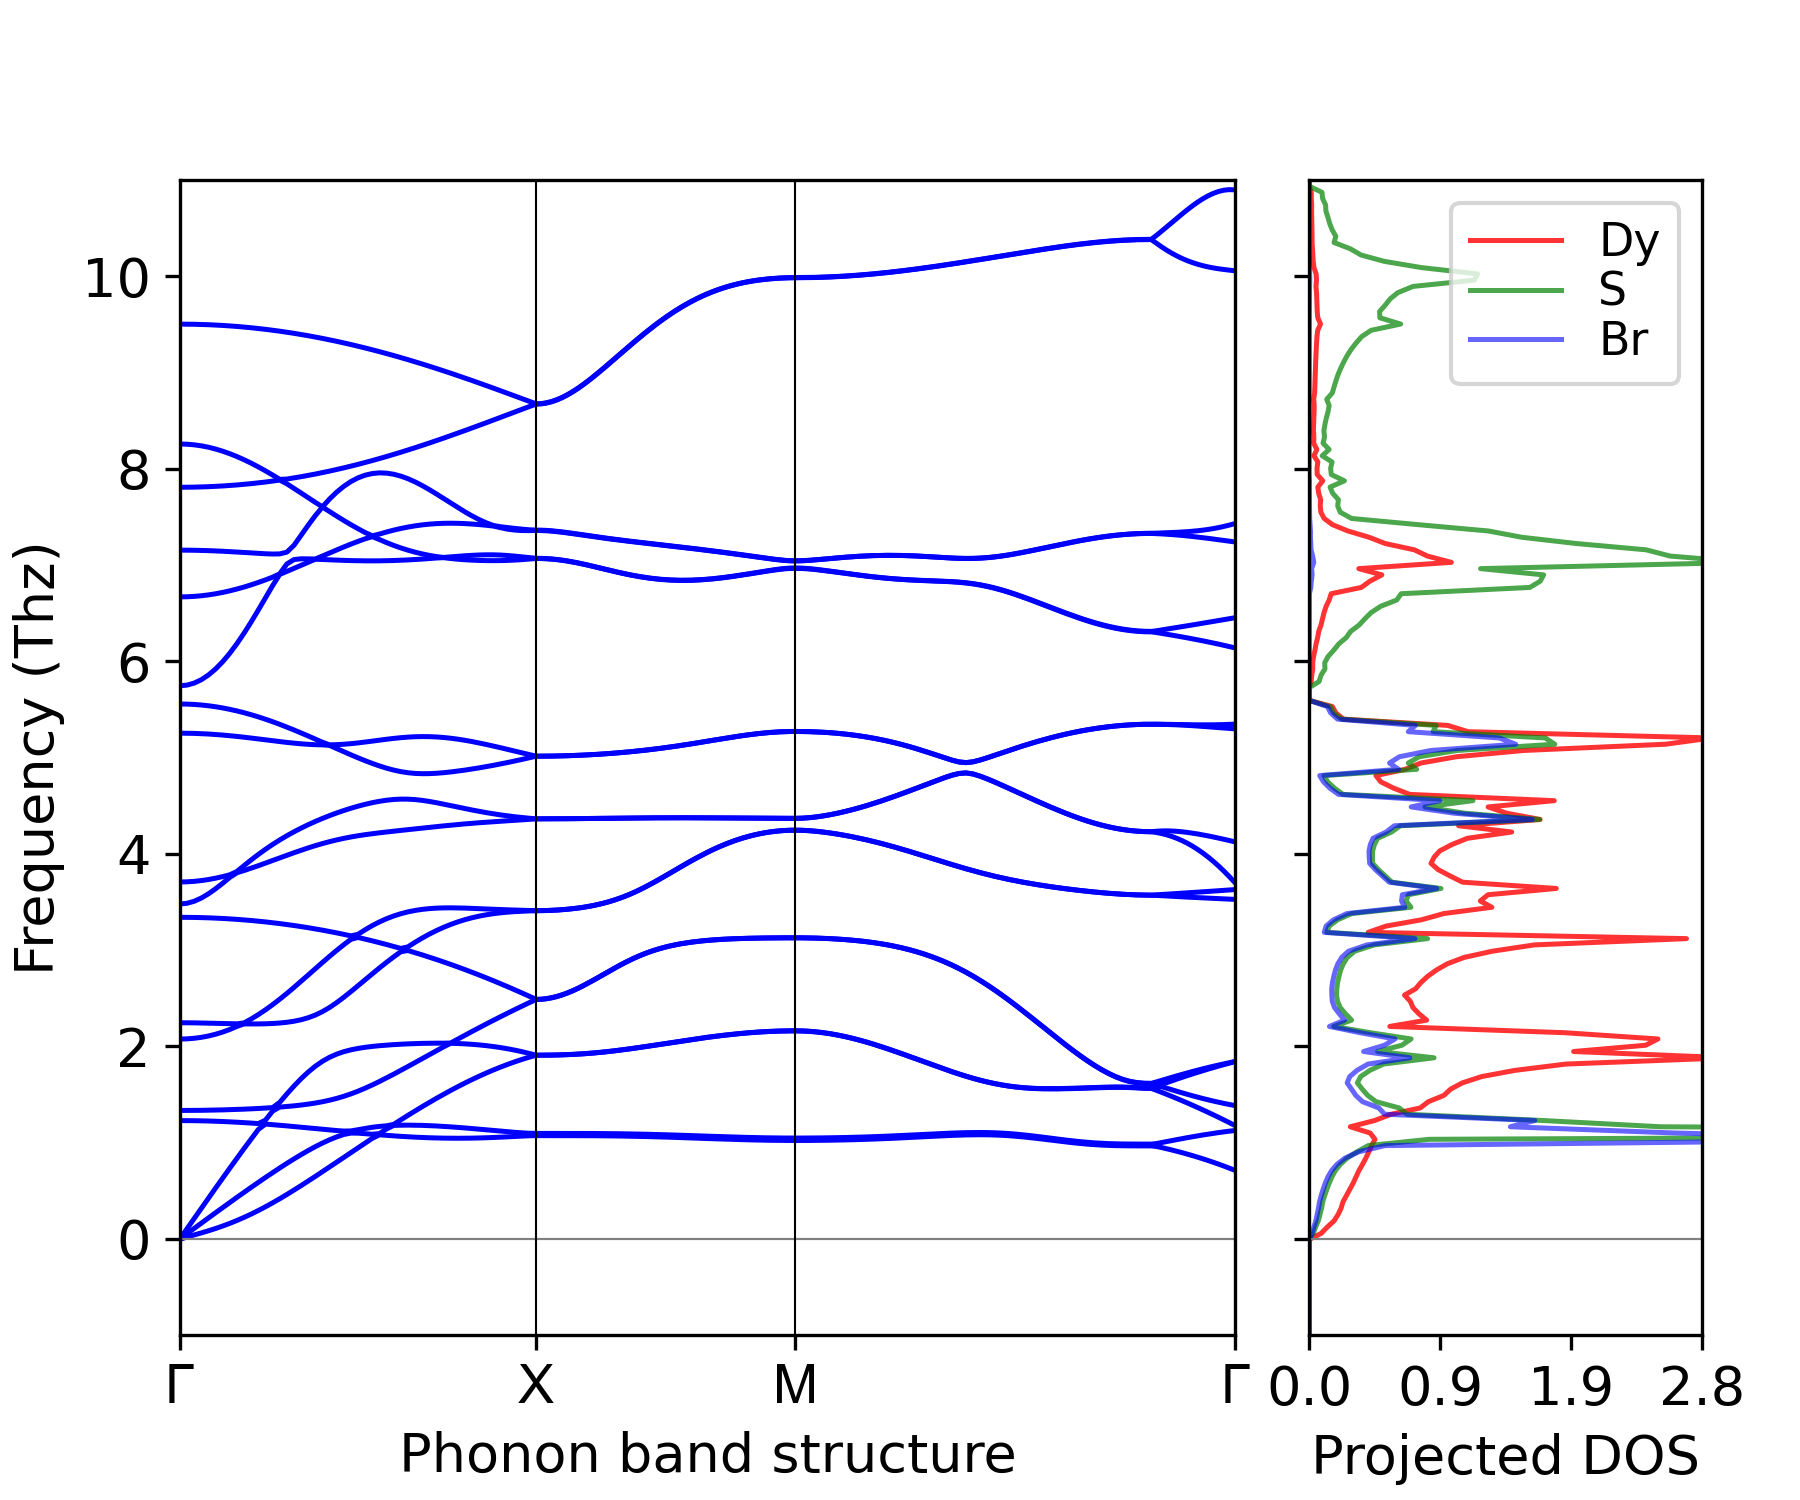 Frequency (Thz)
10
8
6
4
2
0
Γ X M Γ
Phonon band structure
Dy
S
Br
0.0 0.9 1.9 2.8
Projected DOS